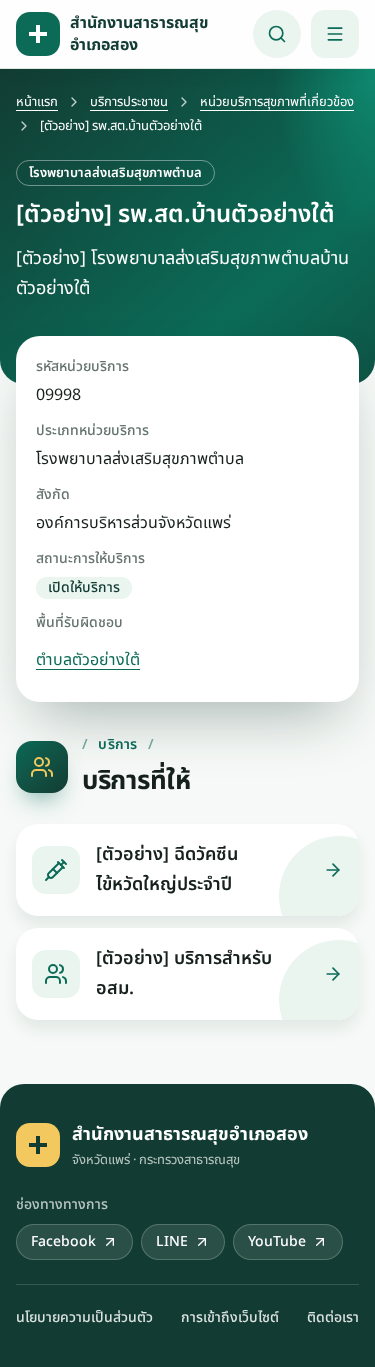 สำนักงานสาธารณสุข
อำเภอสอง
หน้าแรก > บริการประชาชน > หน่วยบริการสุขภาพที่เกี่ยวข้อง
> [ตัวอย่าง] รพ.สต.บ้านตัวอย่างใต้
โรงพยาบาลส่งเสริมสุขภาพตำบล
[ตัวอย่าง] รพ.สต.บ้านตัวอย่างใต้
[ตัวอย่าง] โรงพยาบาลส่งเสริมสุขภาพตำบลบ้าน
ตัวอย่างใต้
รหัสหน่วยบริการ
09998
ประเภทหน่วยบริการ
โรงพยาบาลส่งเสริมสุขภาพตำบล
สังกัด
องค์การบริหารส่วนจังหวัดแพร่
สถานะการให้บริการ
เปิดให้บริการ
พื้นที่รับผิดชอบ
ตำบลตัวอย่างใต้
/ บริการ /
บริการที่ให้
[ตัวอย่าง] ฉีดวัคซีน
ไข้หวัดใหญ่ประจำปี
[ตัวอย่าง] บริการสำหรับ
อสม.
สำนักงานสาธารณสุขอำเภอสอง
จังหวัดแพร่ · กระทรวงสาธารณสุข
ช่องทางทางการ
Facebook LINE YouTube
นโยบายความเป็นส่วนตัว การเข้าถึงเว็บไซต์ ติดต่อเรา